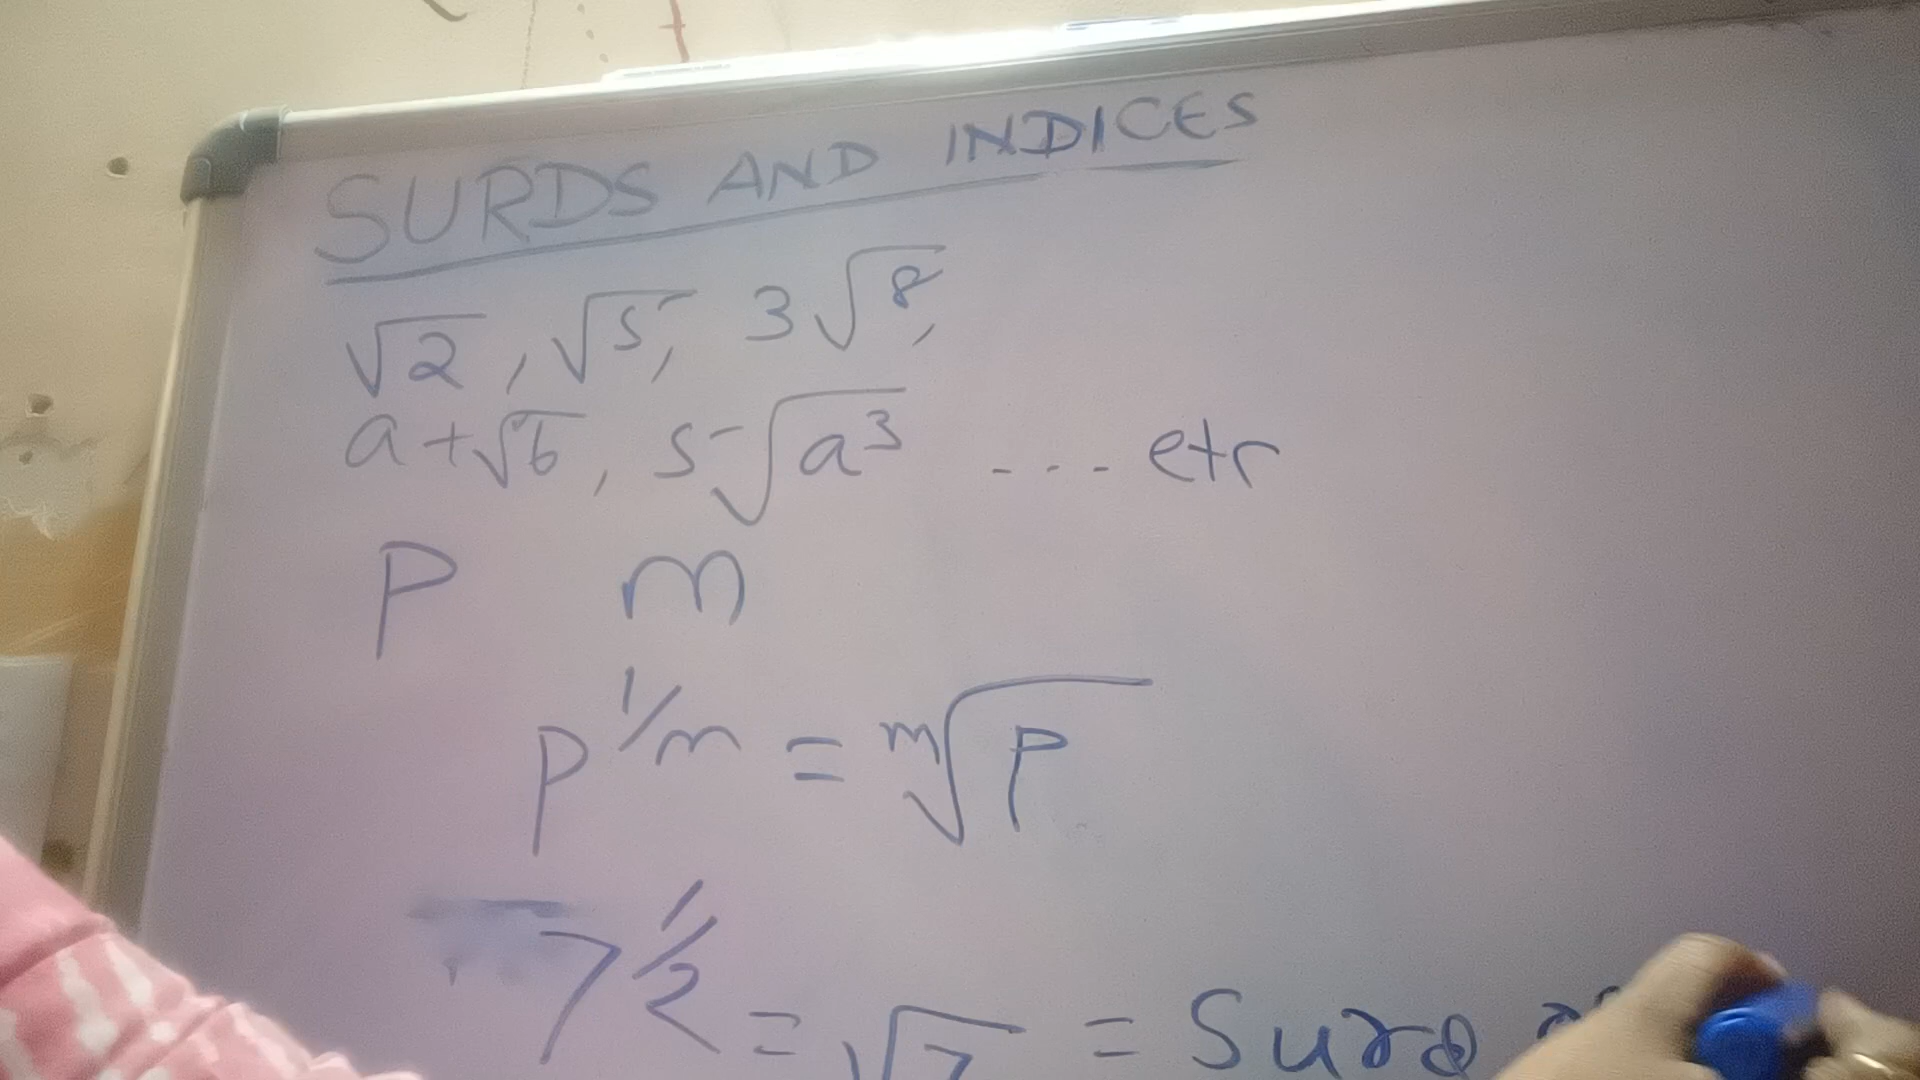 SURDS AND INDICES
√2, √5, 3√8,
a+√b, 5-√a³ ---- etc
P m
P^1/m = ᵐ√P
7^1/2 = √7 = Surd